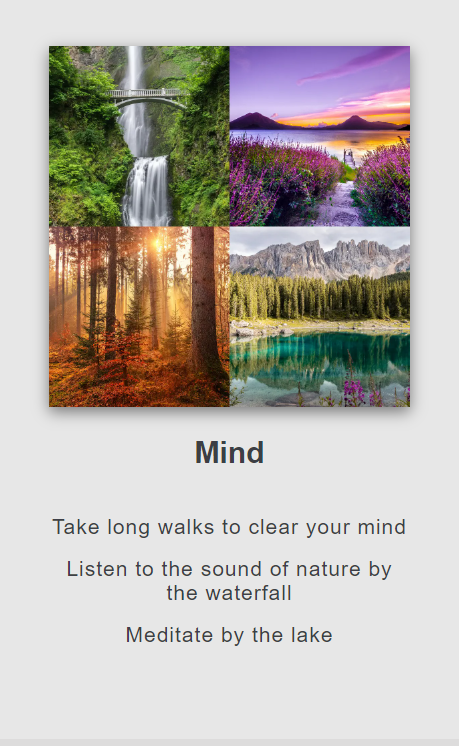 Mind
Take long walks to clear your mind
Listen to the sound of nature by
the waterfall
Meditate by the lake